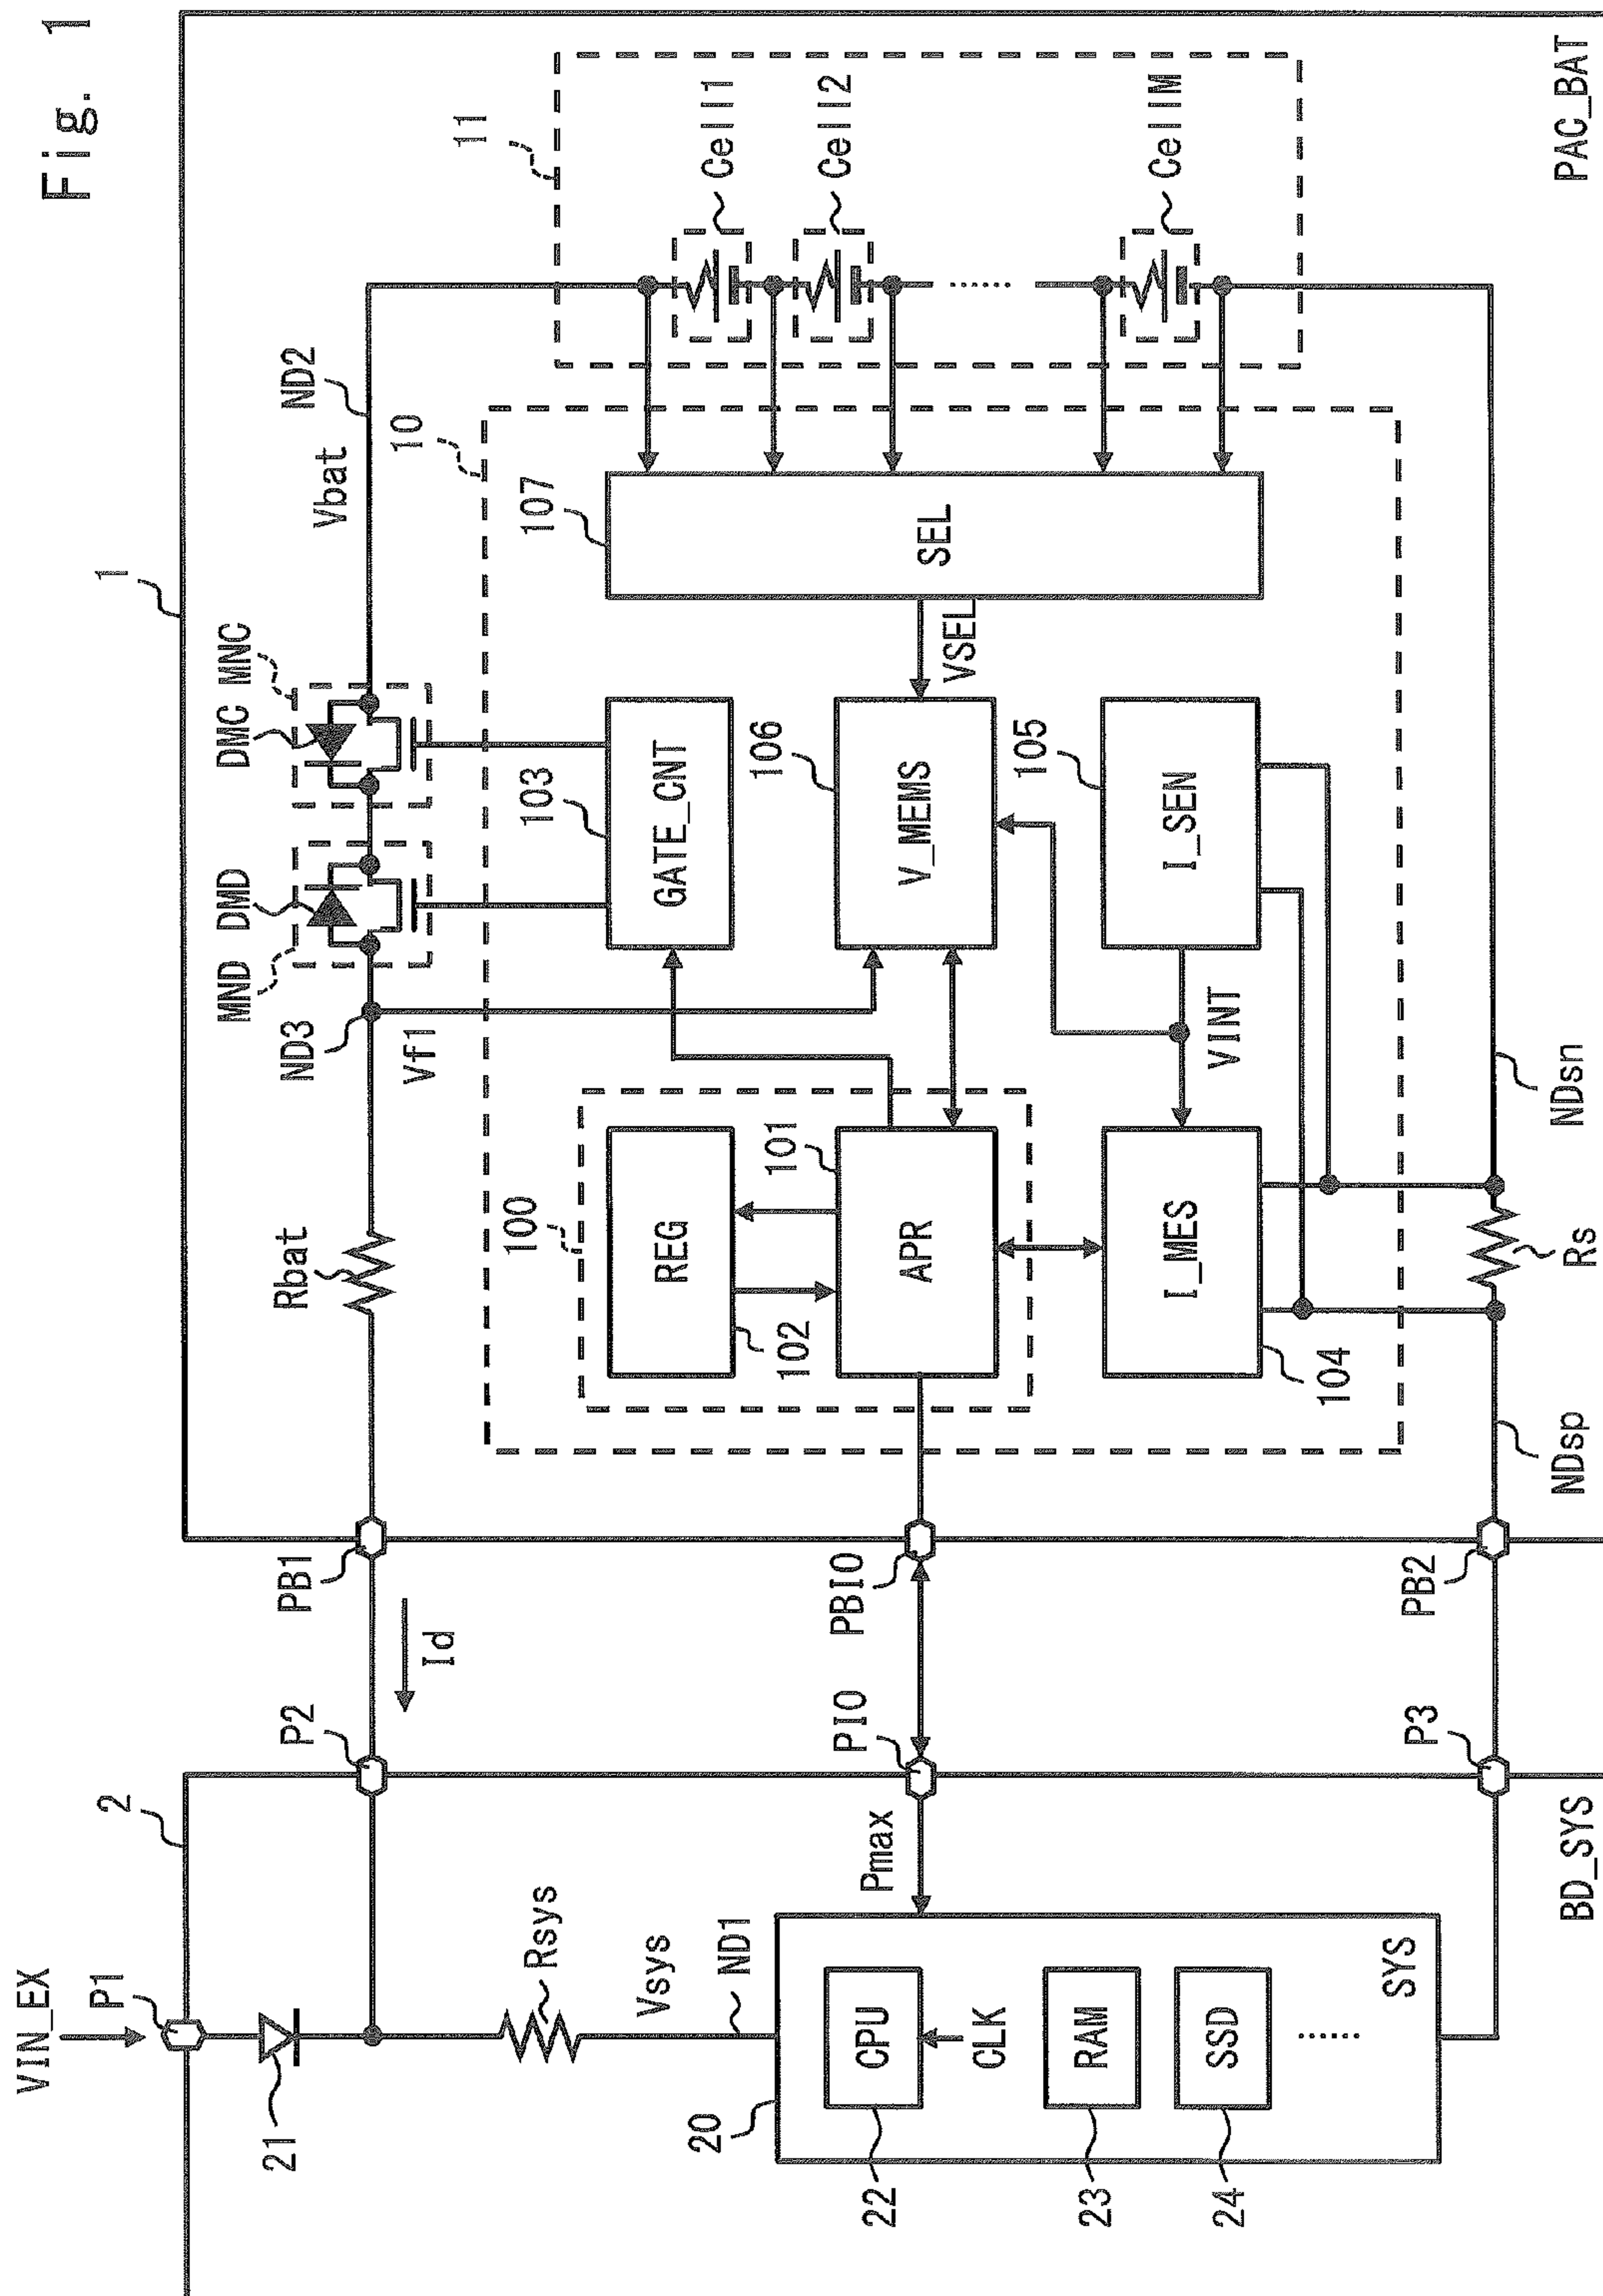 Fig. 1
VIN_EX
P1
2
21
P2
Id
PB1
Rbat
ND3
Vf1
MND
DMD
DMC
MNC
1
Vbat
ND2
11
Cell1
Cell2
CellM
10
107
SEL
VSEL
103
GATE_CNT
106
V_MEMS
105
I_SEN
VINT
100
REG
102
101
APR
I_MES
104
NDsn
Rs
NDsp
PB2
P3
PBIO
PIO
Pmax
Rsys
Vsys
ND1
20
CPU
CLK
22
RAM
23
SSD
24
SYS
BD_SYS
PAC_BAT